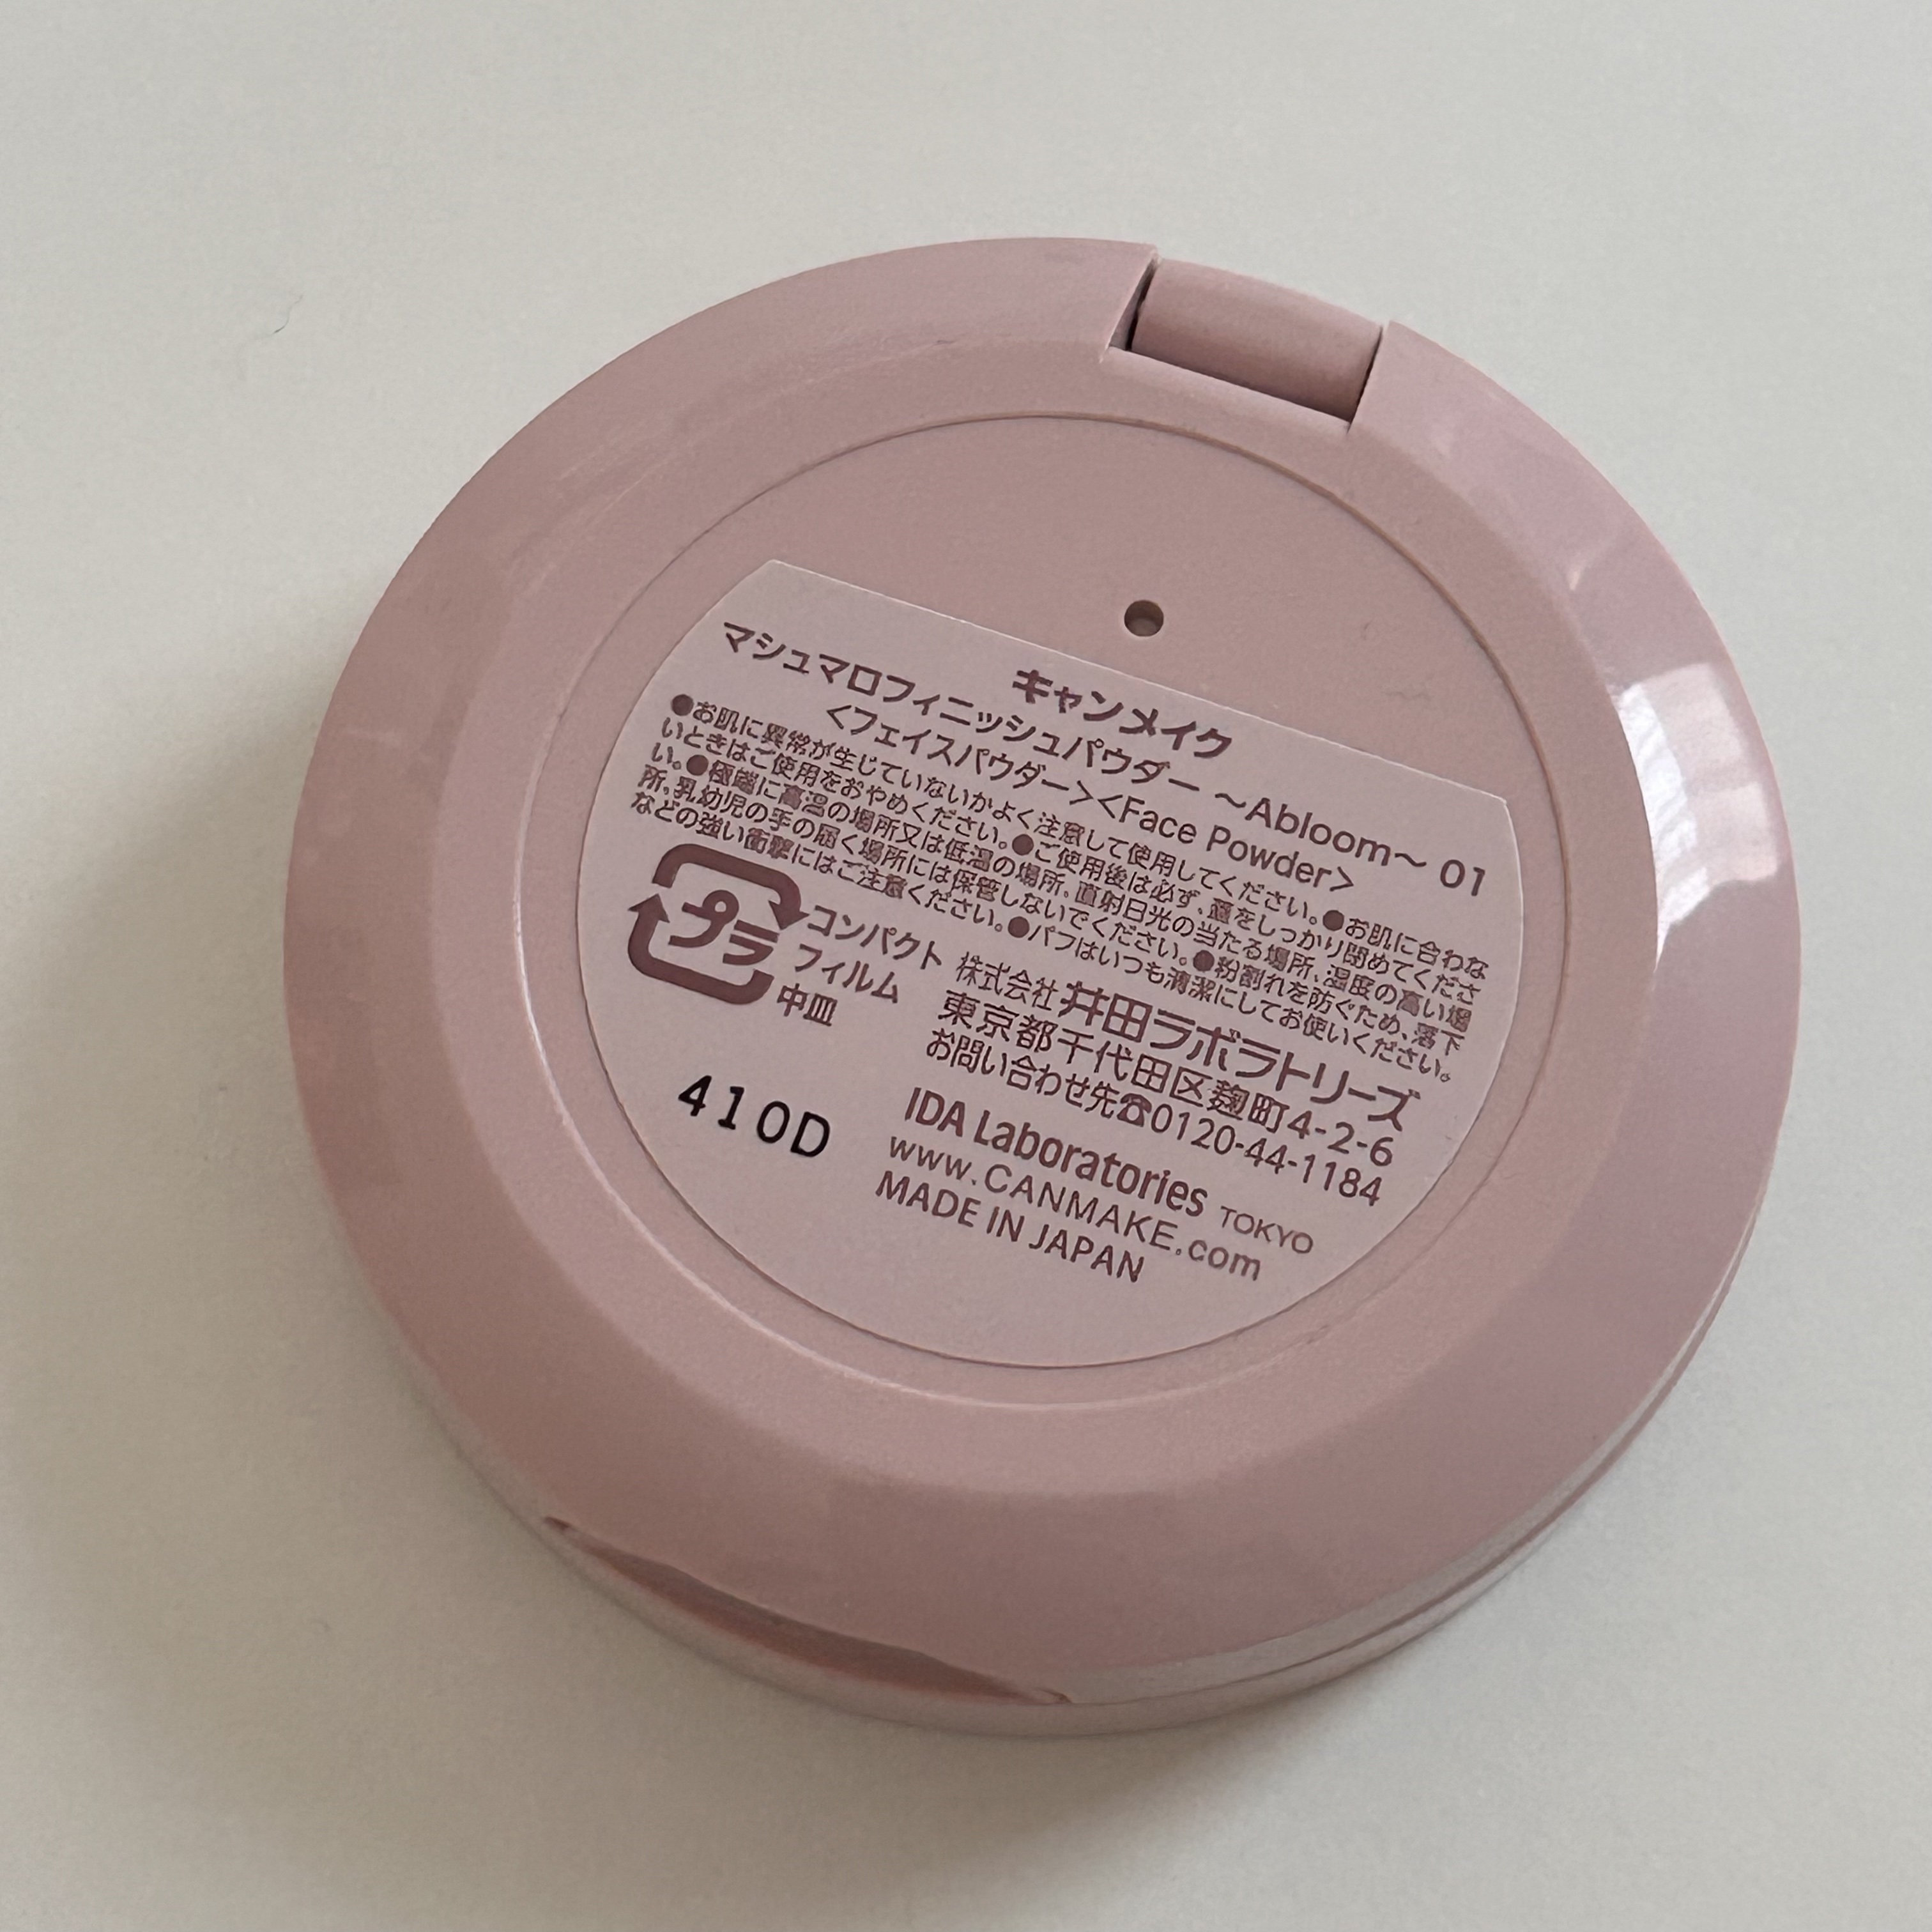 キャンメイク
マシュマロフィニッシュパウダー ～Abloom～ 01
<フェイスパウダー><Face Powder>
●お肌に異常が生じていないかよく注意して使用してください。●お肌に合わな
いときはご使用をおやめください。●ご使用後は必ず、蓋をしっかり閉めてくださ
い。●極端に高温の場所又は低温の場所、直射日光の当たる場所、温度の高い場
所、乳幼児の手の届く場所には保管しないでください。●粉割れを防ぐため、落下
などの強い衝撃にはご注意ください。●パフはいつも清潔にしてお使いください。
プラ
コンパクト
フィルム
中皿
株式会社 井田ラボラトリーズ
東京都千代田区麹町4-2-6
お問い合わせ先☎0120-44-1184
IDA Laboratories TOKYO
www.CANMAKE.com
MADE IN JAPAN
410D